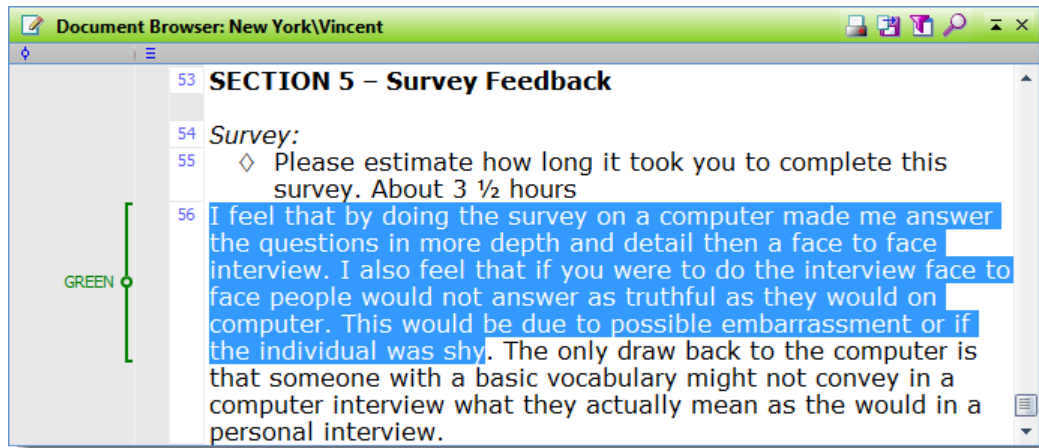 Document Browser: New York\Vincent
53 SECTION 5 – Survey Feedback
54 Survey:
55 ◊ Please estimate how long it took you to complete this
survey. About 3 ½ hours
56 I feel that by doing the survey on a computer made me answer
the questions in more depth and detail then a face to face
interview. I also feel that if you were to do the interview face to
GREEN
face people would not answer as truthful as they would on
computer. This would be due to possible embarrassment or if
the individual was shy. The only draw back to the computer is
that someone with a basic vocabulary might not convey in a
computer interview what they actually mean as the would in a
personal interview.